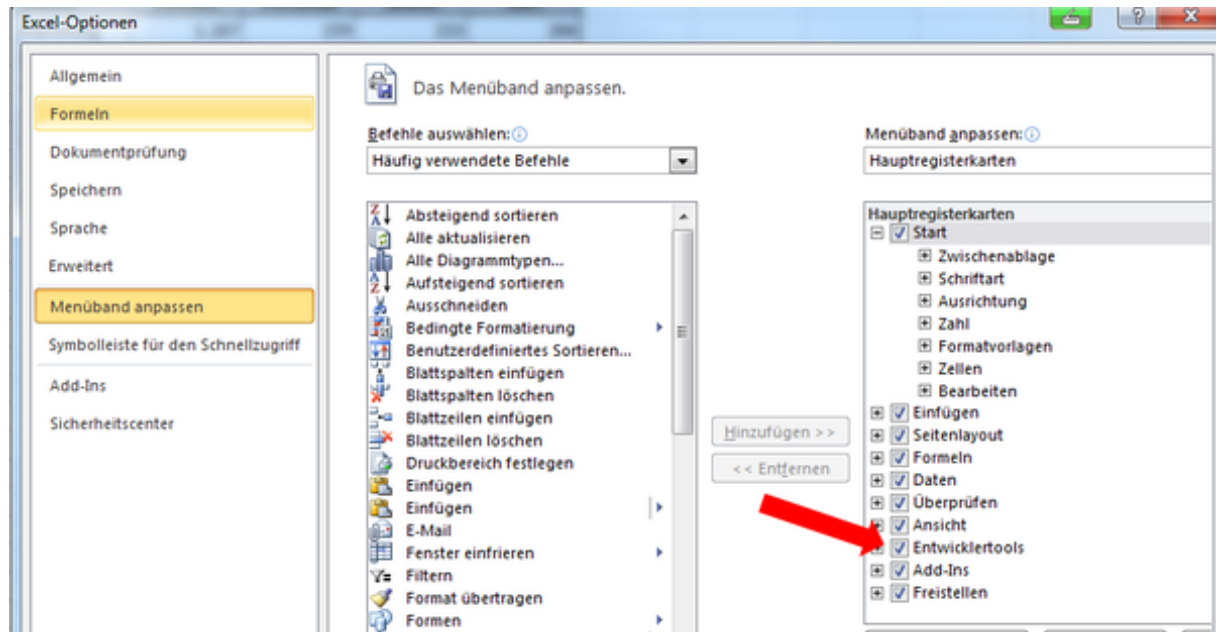 Excel-Optionen
Allgemein
Formeln
Dokumentprüfung
Speichern
Sprache
Erweitert
Menüband anpassen
Symbolleiste für den Schnellzugriff
Add-Ins
Sicherheitscenter
Das Menüband anpassen.
Befehle auswählen:
Häufig verwendete Befehle
Absteigend sortieren
Alle aktualisieren
Alle Diagrammtypen...
Aufsteigend sortieren
Ausschneiden
Bedingte Formatierung
Benutzerdefiniertes Sortieren...
Blattspalten einfügen
Blattspalten löschen
Blattzeilen einfügen
Blattzeilen löschen
Druckbereich festlegen
Einfügen
Einfügen
E-Mail
Fenster einfrieren
Filtern
Format übertragen
Formen
Hinzufügen >>
<< Entfernen
Menüband anpassen:
Hauptregisterkarten
Hauptregisterkarten
Start
Zwischenablage
Schriftart
Ausrichtung
Zahl
Formatvorlagen
Zellen
Bearbeiten
Einfügen
Seitenlayout
Formeln
Daten
Überprüfen
Ansicht
Entwicklertools
Add-Ins
Freistellen